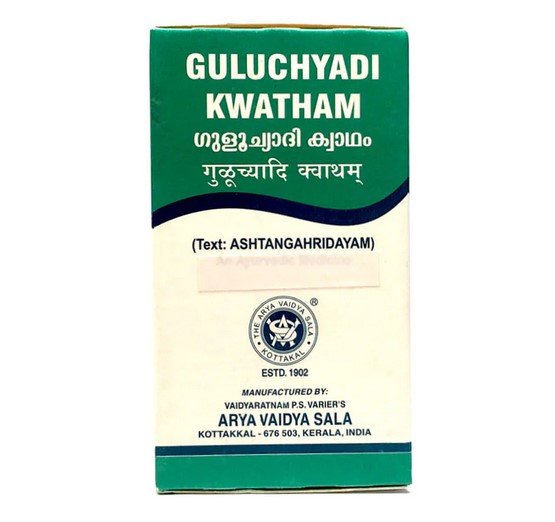 GULUCHYADI
KWATHAM
ഗുളൂച്യാദി ക്വാഥം
गुळूच्यादि क्वाथम्
(Text: ASHTANGAHRIDAYAM)
An Ayurvedic Medicine
®
THE ARYA VAIDYA SALA
• KOTTAKAL •
ESTD. 1902
MANUFACTURED BY:
VAIDYARATNAM P.S. VARIER'S
ARYA VAIDYA SALA
KOTTAKKAL - 676 503, KERALA, INDIA